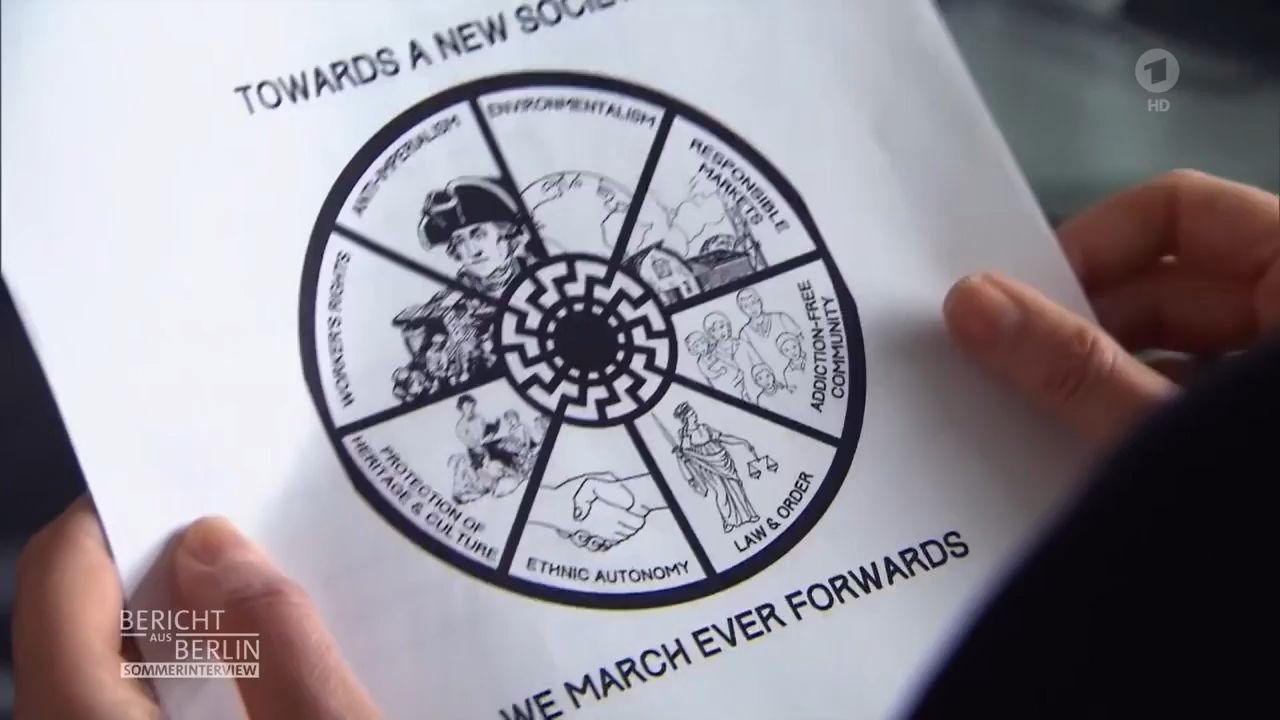 TOWARDS A NEW
1
HD
ENVIRONMENTALISM
ANTI-IMPERIALISM
RESPONSIBLE
MARKETS
WORKER'S RIGHTS
ADDICTION-FREE
COMMUNITY
PROTECTION OF
HERITAGE & CULTURE
LAW & ORDER
ETHNIC AUTONOMY
WE MARCH EVER FORWARDS
BERICHT
AUS
BERLIN
SOMMERINTERVIEW